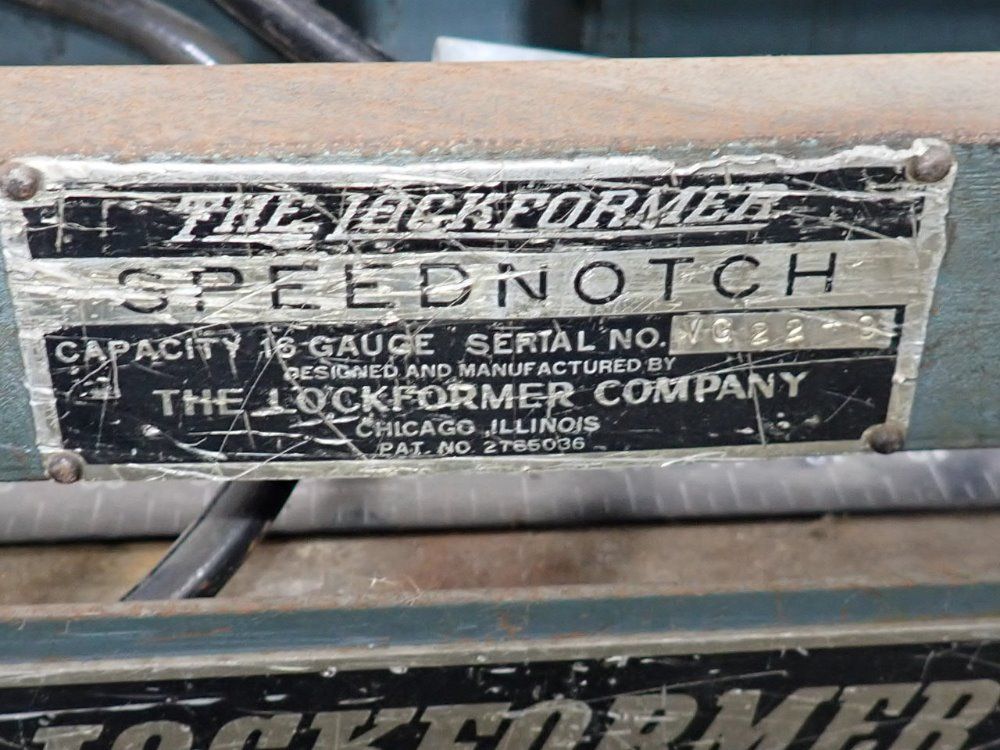 THE LOCKFORMER
SPEEDNOTCH
CAPACITY 16 GAUGE SERIAL NO.
DESIGNED AND MANUFACTURED BY
THE LOCKFORMER COMPANY
CHICAGO ILLINOIS
PAT. NO. 2765036
LOCKFORMER